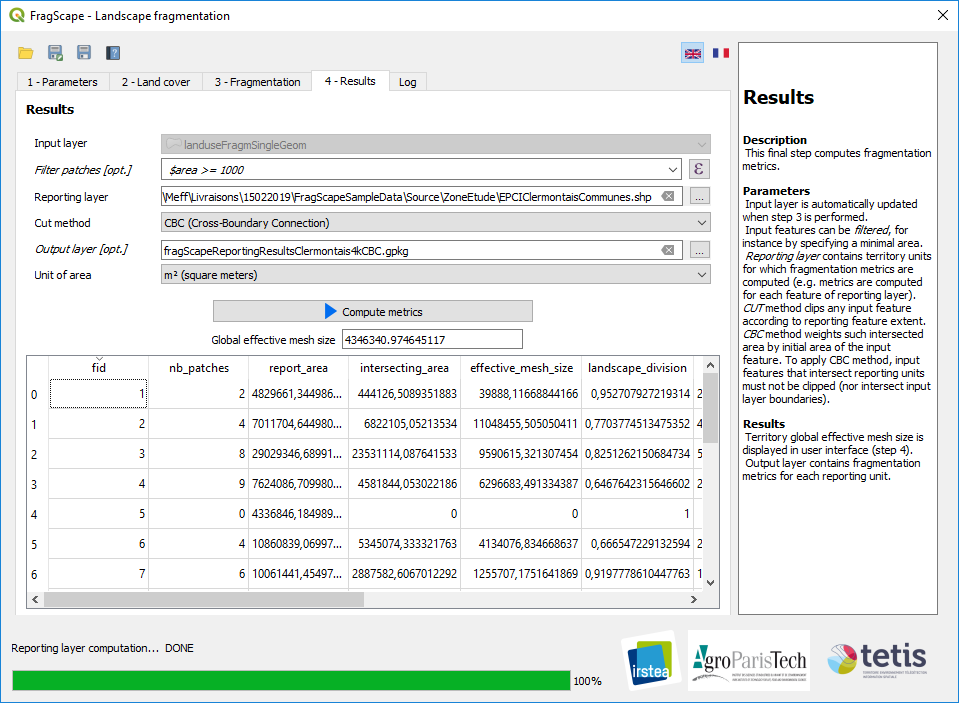 FragScape - Landscape fragmentation
1 - Parameters 2 - Land cover 3 - Fragmentation 4 - Results Log
Results
Input layer landuseFragmSingleGeom
Filter patches [opt.] $area >= 1000 ε
Reporting layer \Meff\Livraisons\15022019\FragScapeSampleData\Source\ZoneEtude\EPCIClermontaisCommunes.shp ...
Cut method CBC (Cross-Boundary Connection)
Output layer [opt.] fragScapeReportingResultsClermontais4kCBC.gpkg ...
Unit of area m² (square meters)
Compute metrics
Global effective mesh size 4346340.974645117
fid nb_patches report_area intersecting_area effective_mesh_size landscape_division
0 1 2 4829661,344986... 444126,5089351883 39888,11668844166 0,952707927219314 2
1 2 4 7011704,644980... 6822105,05213534 11048455,505050411 0,7703774513475352 4
2 3 8 29029346,68991... 23531114,087641533 9590615,321307454 0,8251262150684734 5
3 4 9 7624086,709980... 4581844,053022186 6296683,491334387 0,6467642315646602 2
4 5 0 4336846,184989... 0 0 1
5 6 4 10860839,06997... 5345074,333321763 4134076,834668637 0,666547229132594 2
6 7 6 10061441,45497... 2887582,6067012292 1255707,1751641869 0,9197778610447763 1
Results
Description
This final step computes fragmentation
metrics.
Parameters
Input layer is automatically updated
when step 3 is performed.
Input features can be filtered, for
instance by specifying a minimal area.
Reporting layer contains territory units
for which fragmentation metrics are
computed (e.g. metrics are computed
for each feature of reporting layer).
CUT method clips any input feature
according to reporting feature extent.
CBC method weights such intersected
area by initial area of the input
feature. To apply CBC method, input
features that intersect reporting units
must not be clipped (nor intersect input
layer boundaries).
Results
Territory global effective mesh size is
displayed in user interface (step 4).
Output layer contains fragmentation
metrics for each reporting unit.
Reporting layer computation... DONE
100%
irstea
AgroParisTech
tetis